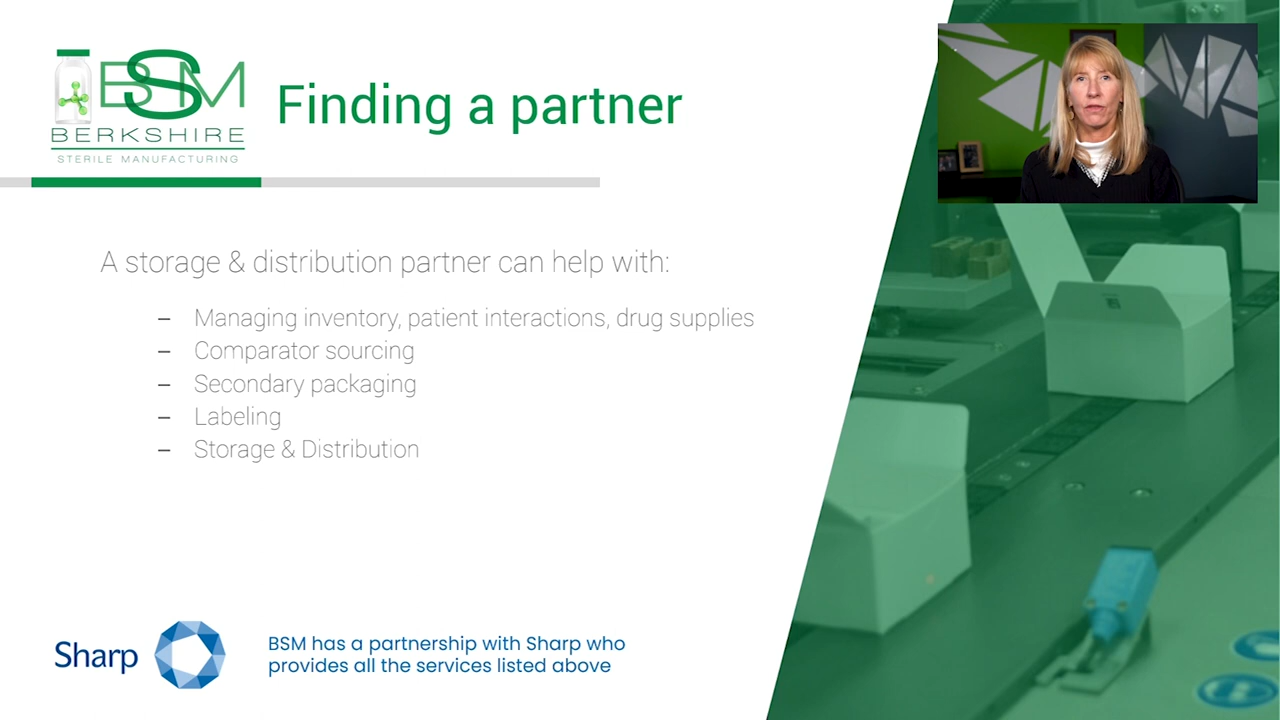 BSM
BERKSHIRE
STERILE MANUFACTURING
Finding a partner
A storage & distribution partner can help with:
– Managing inventory, patient interactions, drug supplies
– Comparator sourcing
– Secondary packaging
– Labeling
– Storage & Distribution
Sharp
BSM has a partnership with Sharp who
provides all the services listed above